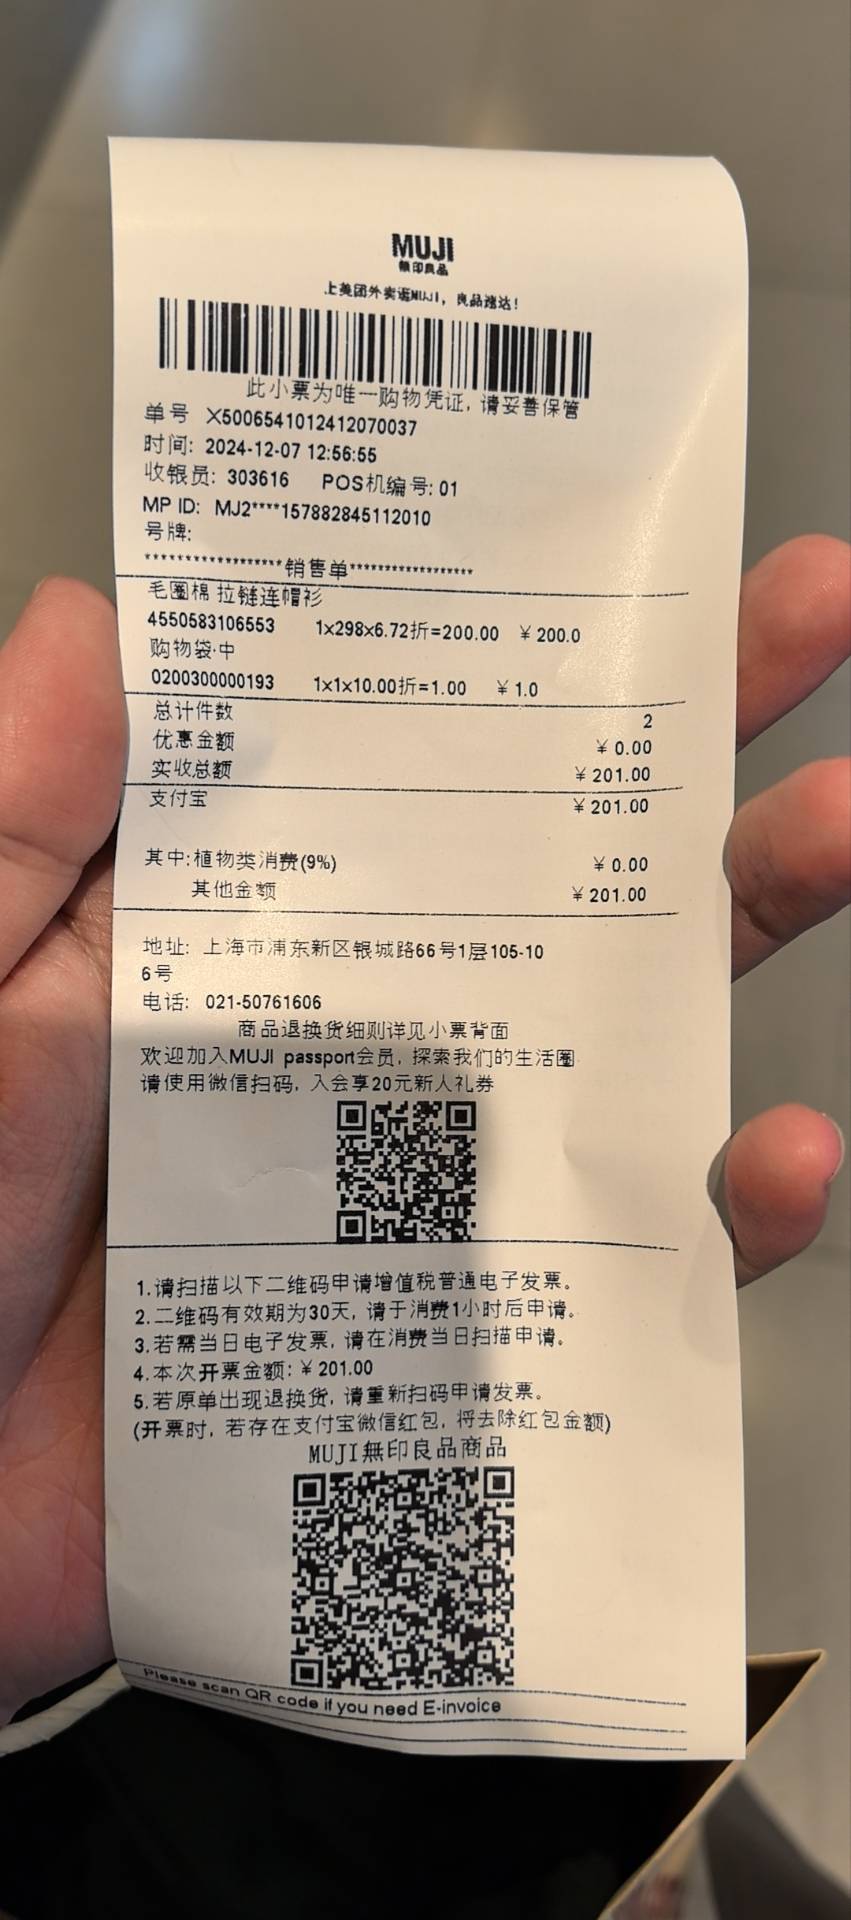 MUJI
無印良品
上美团外卖逛MUJI，良品速达！
此小票为唯一购物凭证, 请妥善保管
单号 X5006541012412070037
时间: 2024-12-07 12:56:55
收银员: 303616 POS机编号: 01
MP ID: MJ2****157882845112010
号牌:
******************销售单******************
毛圈棉 拉链连帽衫
4550583106553 1x298x6.72折=200.00 ￥200.0
购物袋·中
0200300000193 1x1x10.00折=1.00 ￥1.0
总计件数 2
优惠金额 ￥0.00
实收总额 ￥201.00
支付宝 ￥201.00
其中:植物类消费(9%) ￥0.00
其他金额 ￥201.00
地址: 上海市浦东新区银城路66号1层105-10
6号
电话: 021-50761606
商品退换货细则详见小票背面
欢迎加入MUJI passport会员, 探索我们的生活圈
请使用微信扫码, 入会享20元新人礼券
1.请扫描以下二维码申请增值税普通电子发票。
2.二维码有效期为30天, 请于消费1小时后申请。
3.若需当日电子发票, 请在消费当日扫描申请。
4.本次开票金额:￥201.00
5.若原单出现退换货, 请重新扫码申请发票。
(开票时, 若存在支付宝微信红包, 将去除红包金额)
MUJI無印良品商品
Please scan QR code if you need E-invoice